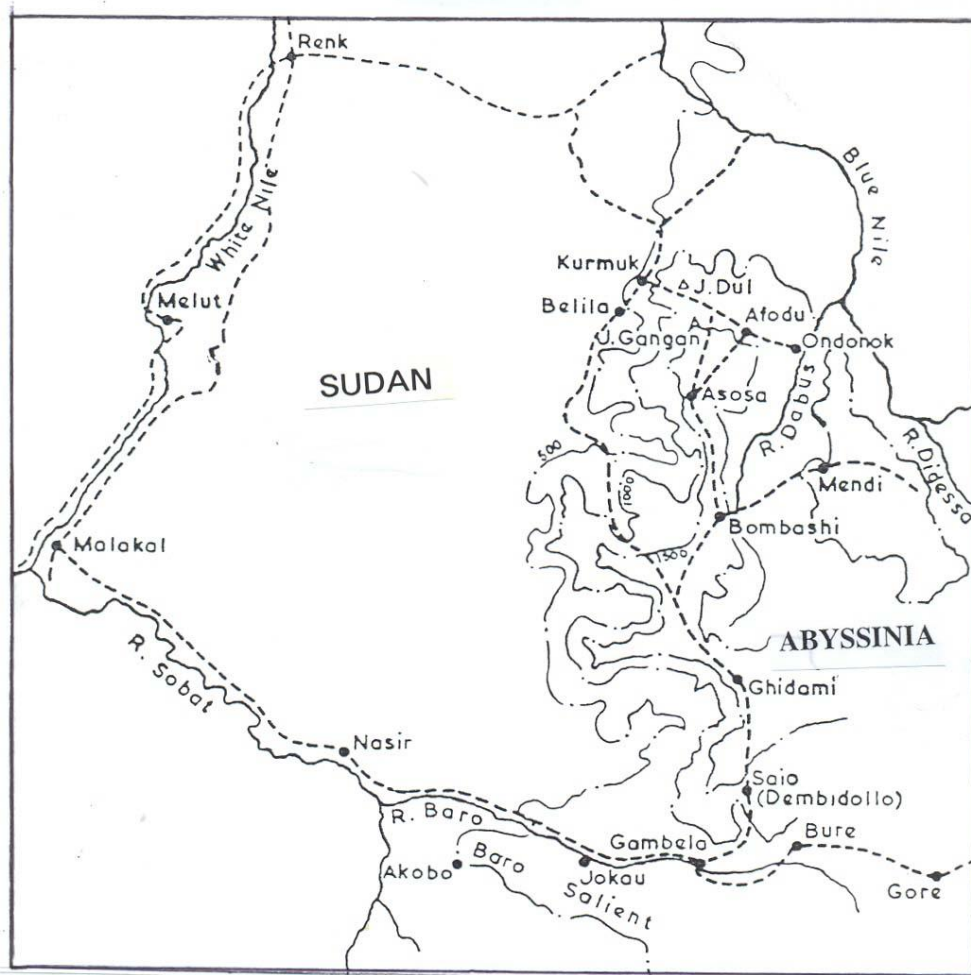 Renk
Blue Nile
White Nile
Kurmuk
J.Dul
Melut
Belila
Afodu
J.Gangan
Ondonok
SUDAN
Asosa
R. Dabus
R.Didessa
500
1000
Mendi
Bombashi
Malakal
1500
ABYSSINIA
R. Sobat
Ghidami
Nasir
Saio
(Dembidollo)
R. Baro
Bure
Gambela
Akobo
Baro
Salient
Jokau
Gore